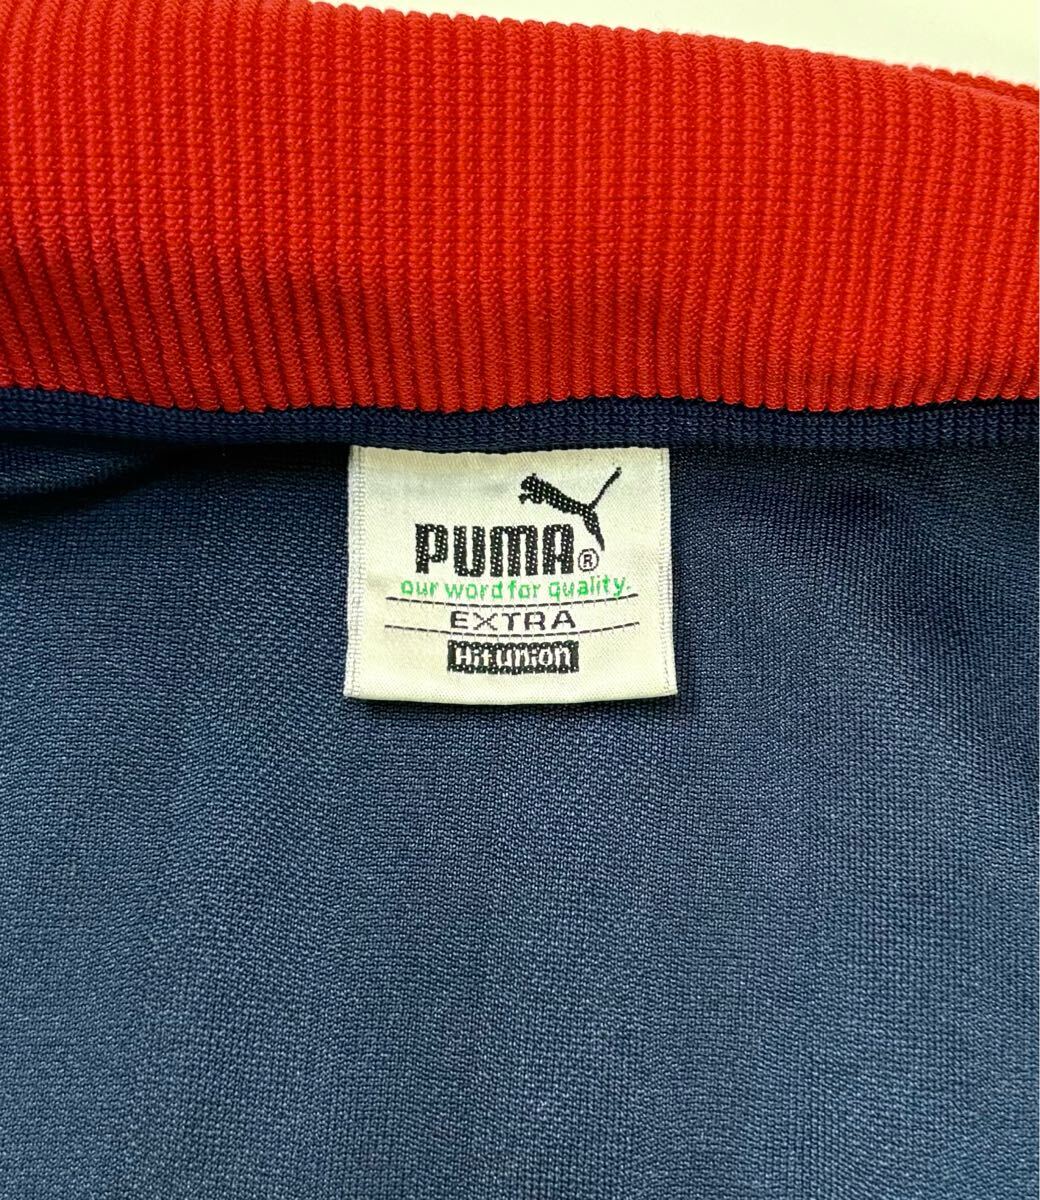 PUMA®
our word for quality.
EXTRA
Hit union